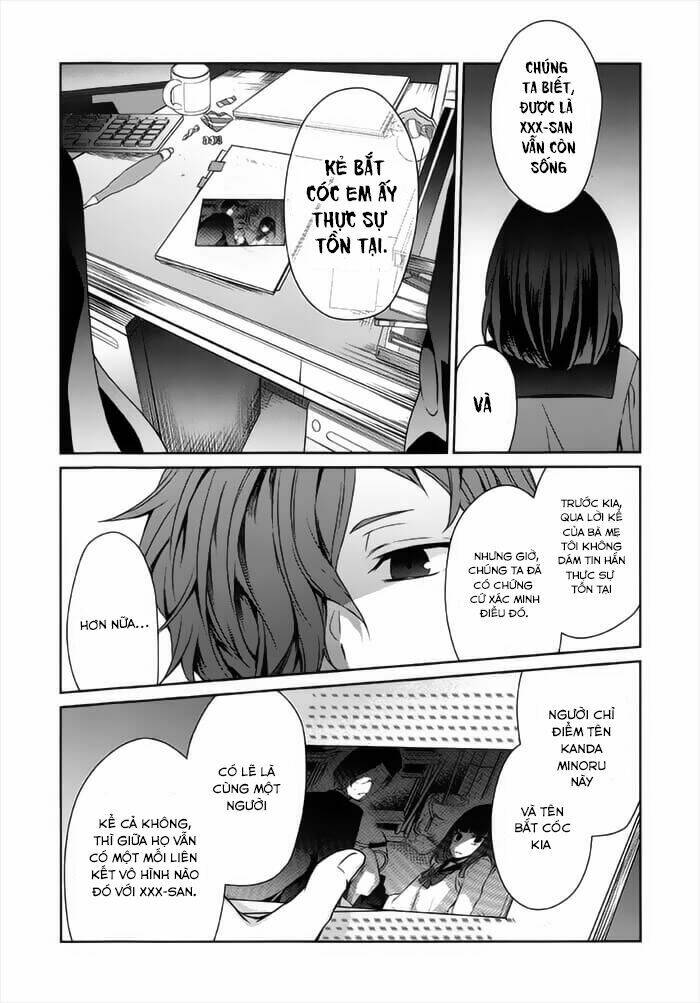 CHÚNG
TA BIẾT,
ĐƯỢC LÀ
XXX-SAN
VẪN CÒN
SỐNG
VÀ
KẺ BẮT
CÓC EM ẤY
THỰC SỰ
TỒN TẠI.
TRƯỚC KIA,
QUA LỜI KỂ
CỦA BÀ MẸ
TÔI KHÔNG
DÁM TIN HẮN
THỰC SỰ
TỒN TẠI
NHƯNG GIỜ,
CHÚNG TA ĐÃ
CÓ CHỨNG
CỨ XÁC MINH
ĐIỀU ĐÓ.
HƠN NỮA...
NGƯỜI CHỈ
ĐIỂM TÊN
KANDA
MINORU
NÀY
VÀ TÊN
BẮT CÓC
KIA
CÓ LẼ LÀ
CÙNG MỘT
NGƯỜI
KỂ CẢ KHÔNG,
THÌ GIỮA HỌ VẪN
CÓ MỘT MỐI LIÊN
KẾT VÔ HÌNH NÀO
ĐÓ VỚI XXX-SAN.